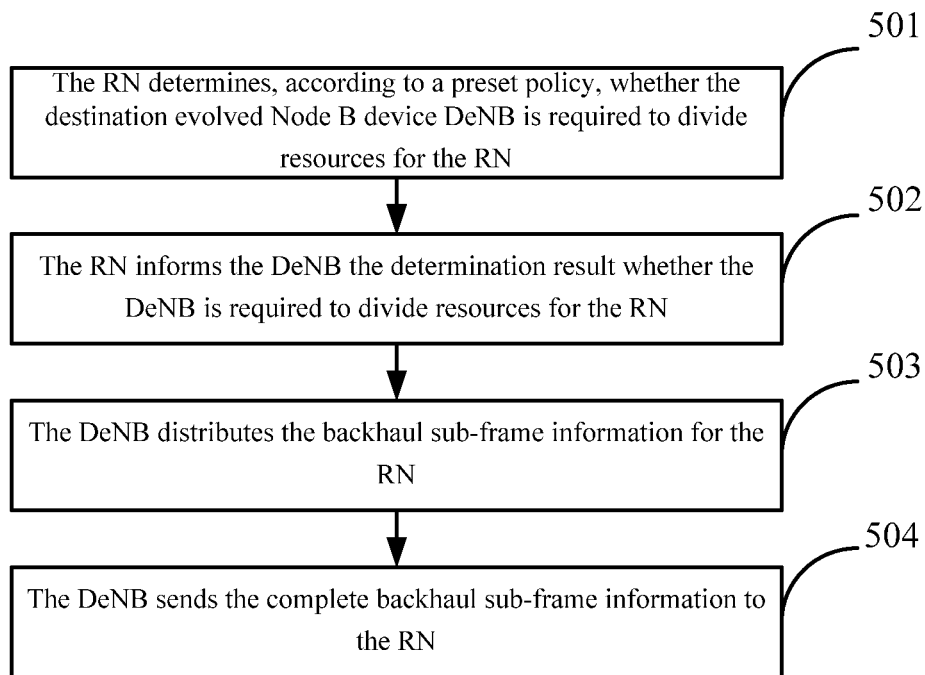 501
The RN determines, according to a preset policy, whether the
destination evolved Node B device DeNB is required to divide
resources for the RN
502
The RN informs the DeNB the determination result whether the
DeNB is required to divide resources for the RN
503
The DeNB distributes the backhaul sub-frame information for the
RN
504
The DeNB sends the complete backhaul sub-frame information to
the RN